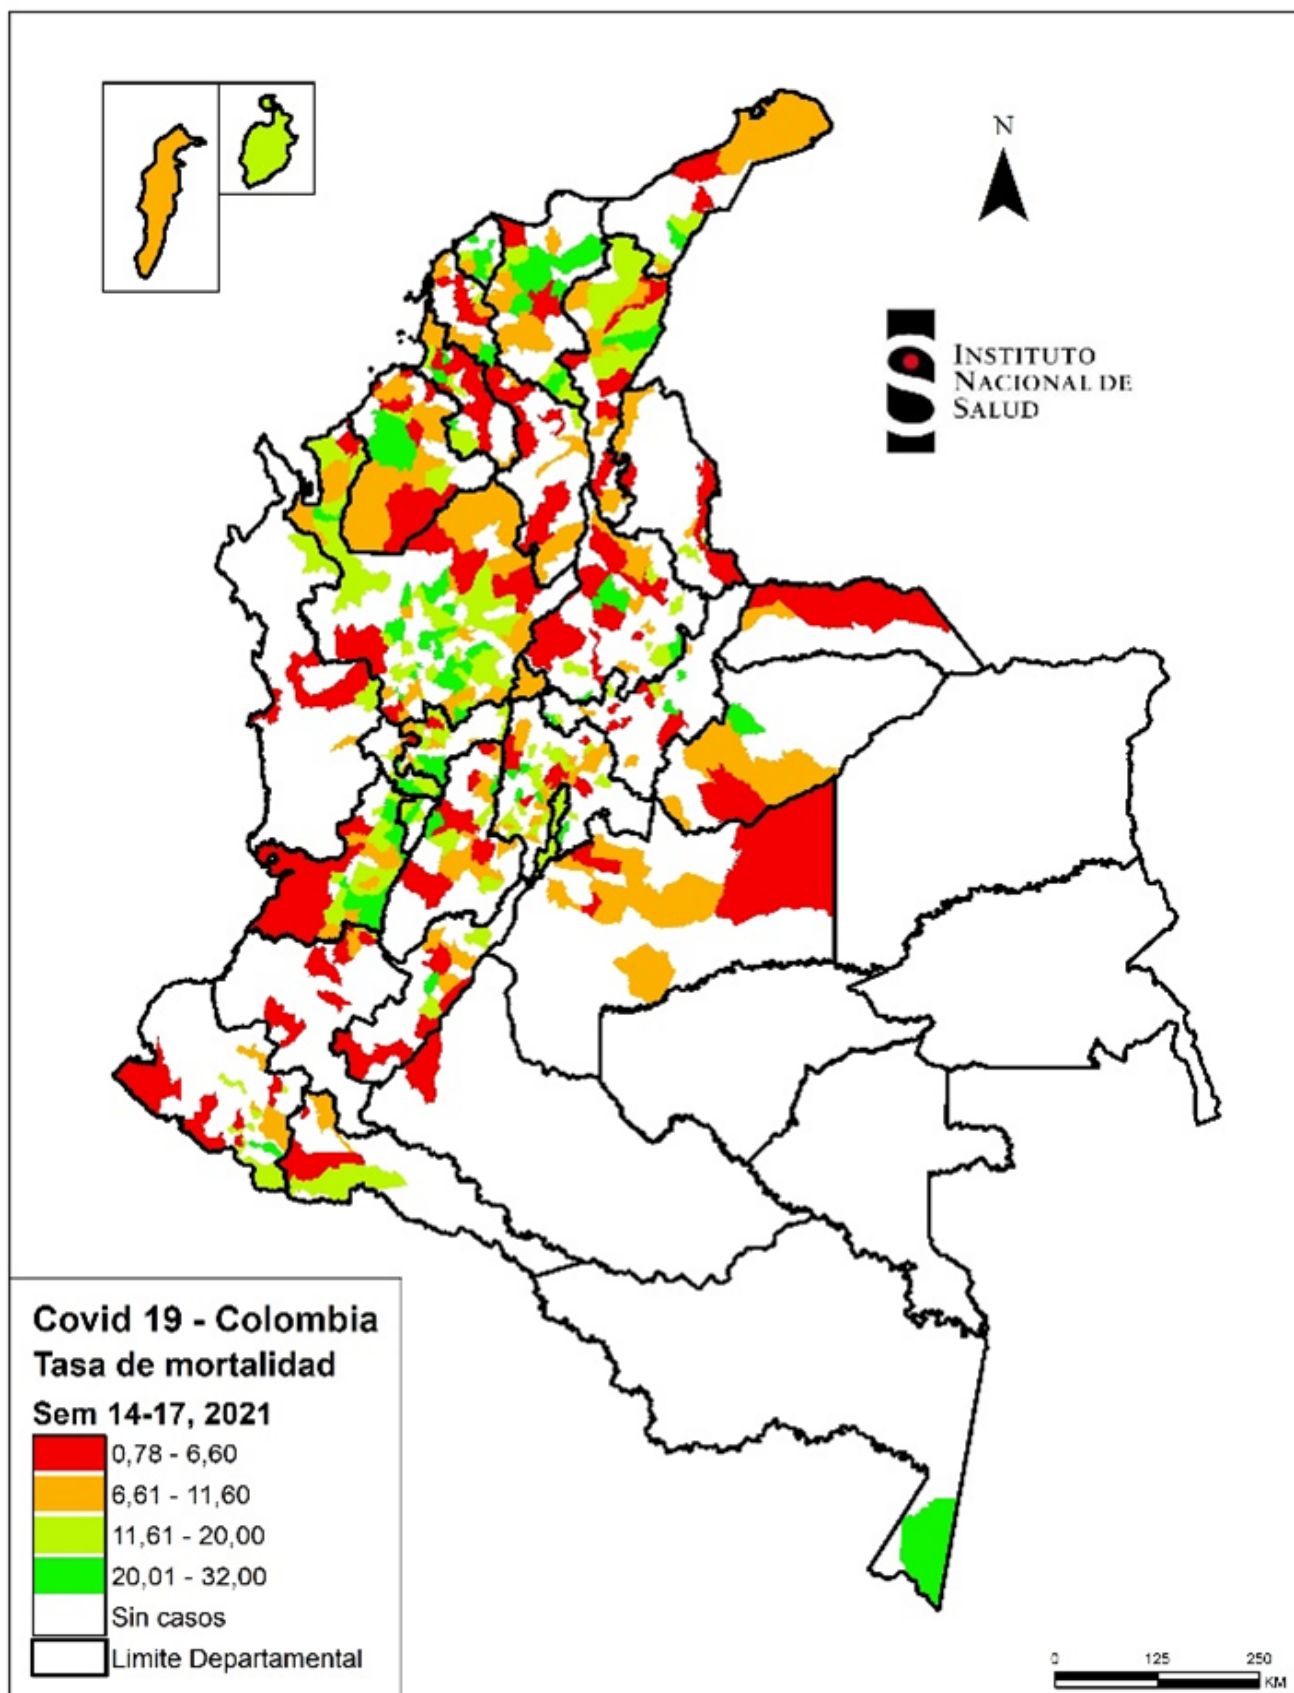 N
INSTITUTO
NACIONAL DE
SALUD
Covid 19 - Colombia
Tasa de mortalidad
Sem 14-17, 2021
0,78 - 6,60
6,61 - 11,60
11,61 - 20,00
20,01 - 32,00
Sin casos
Limite Departamental
0 125 250
KM